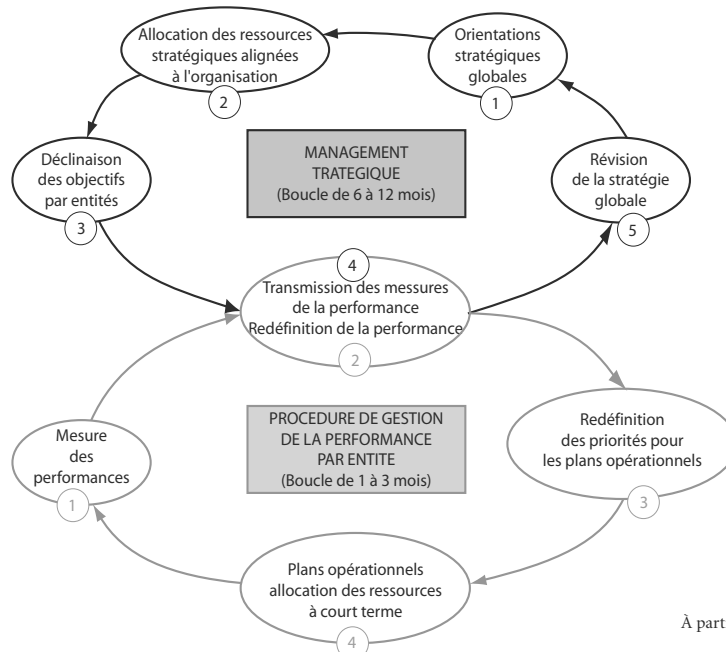 Allocation des ressources
stratégiques alignées
à l'organisation
2
Orientations
stratégiques
globales
1
Déclinaison
des objectifs
par entités
3
MANAGEMENT
TRATEGIQUE
(Boucle de 6 à 12 mois)
Révision
de la stratégie
globale
5
4
Transmission des messures
de la performance
Redéfinition de la performance
2
Mesure
des
performances
1
PROCEDURE DE GESTION
DE LA PERFORMANCE
PAR ENTITE
(Boucle de 1 à 3 mois)
Redéfinition
des priorités pour
les plans opérationnels
3
Plans opérationnels
allocation des ressources
à court terme
4
À part